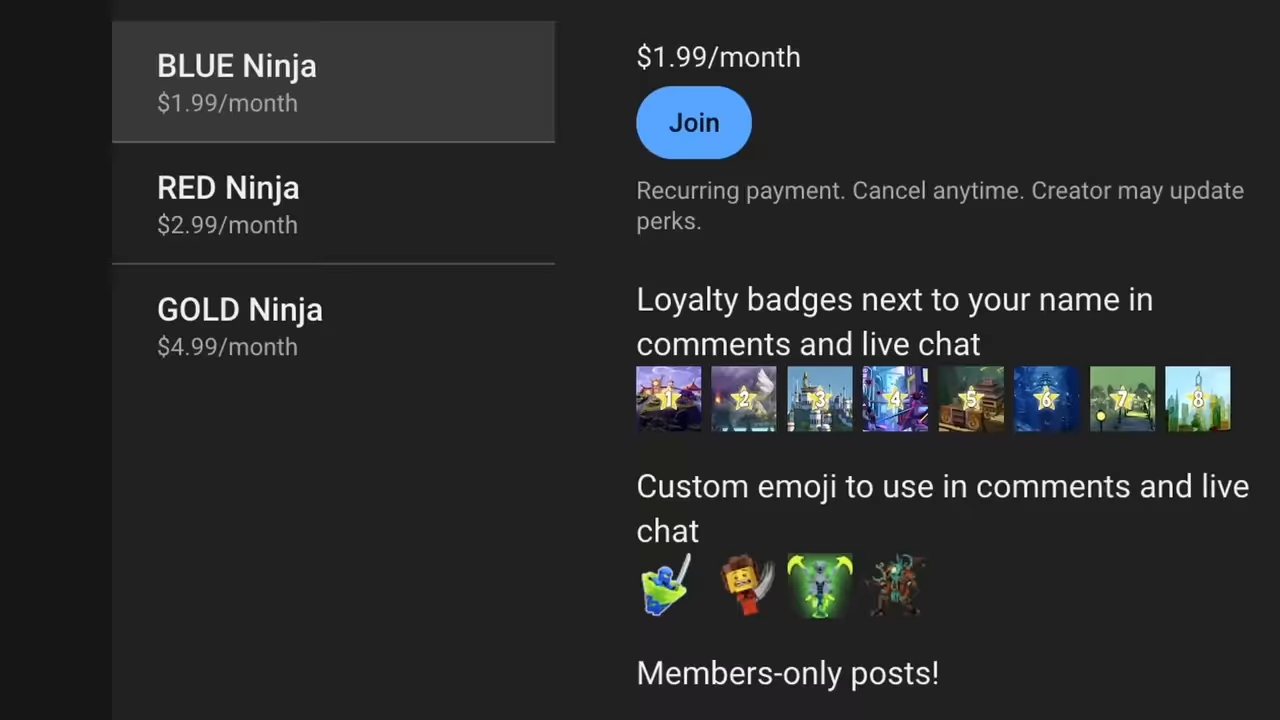 BLUE Ninja
$1.99/month
RED Ninja
$2.99/month
GOLD Ninja
$4.99/month
$1.99/month
Join
Recurring payment. Cancel anytime. Creator may update
perks.
Loyalty badges next to your name in
comments and live chat
1 2 3 4 5 6 7 8
Custom emoji to use in comments and live
chat
Members-only posts!